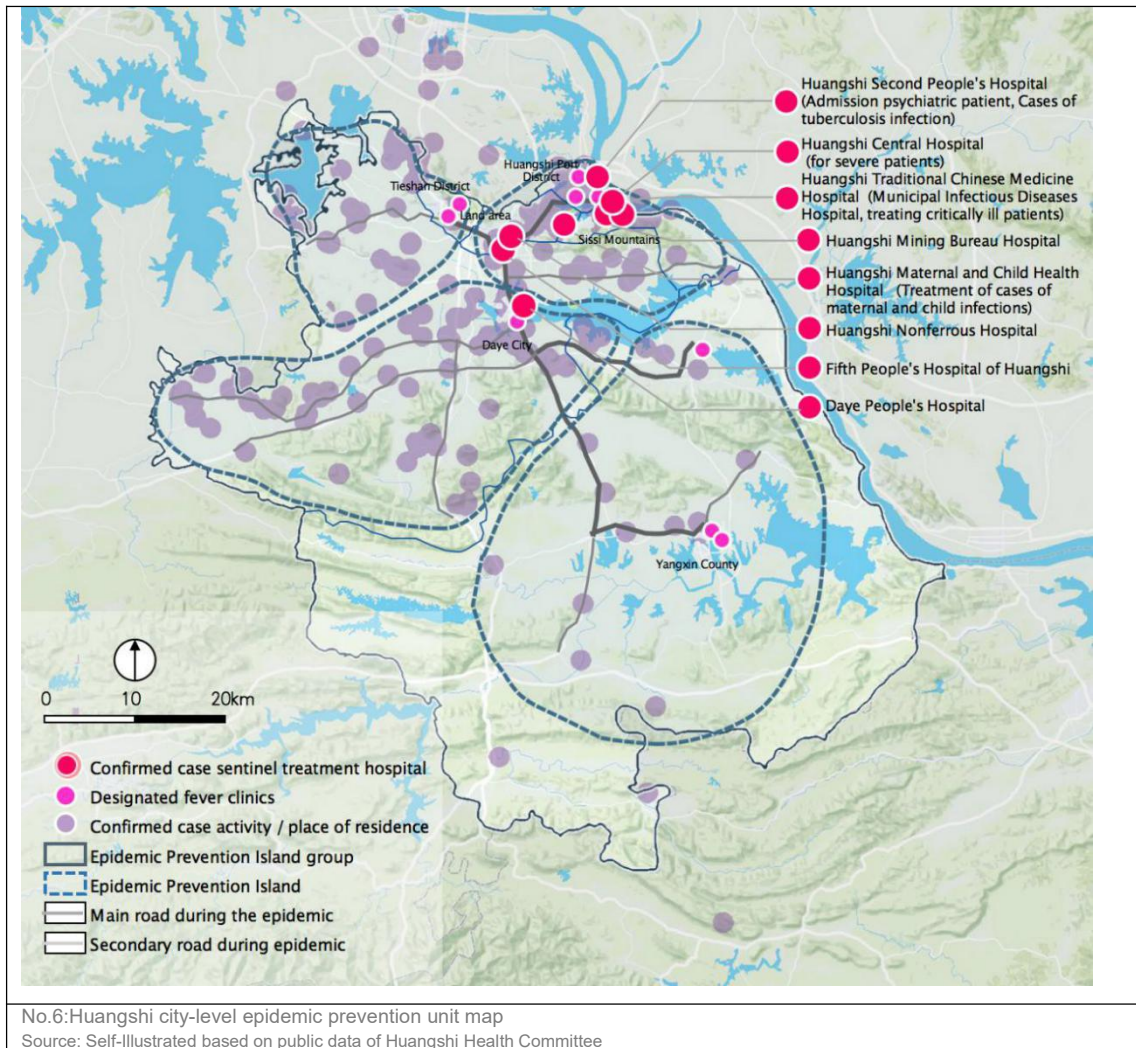 Huangshi Second People's Hospital
(Admission psychiatric patient, Cases of
tuberculosis infection)
Huangshi Central Hospital
(for severe patients)
Huangshi Traditional Chinese Medicine
Hospital (Municipal Infectious Diseases
Hospital, treating critically ill patients)
Huangshi Mining Bureau Hospital
Huangshi Maternal and Child Health
Hospital (Treatment of cases of
maternal and child infections)
Huangshi Nonferrous Hospital
Fifth People's Hospital of Huangshi
Daye People's Hospital
Huangshi Port
District
Tieshan District
Land area
Sissi Mountains
Daye City
Yangxin County
0 10 20km
Confirmed case sentinel treatment hospital
Designated fever clinics
Confirmed case activity / place of residence
Epidemic Prevention Island group
Epidemic Prevention Island
Main road during the epidemic
Secondary road during epidemic
No.6:Huangshi city-level epidemic prevention unit map
Source: Self-Illustrated based on public data of Huangshi Health Committee